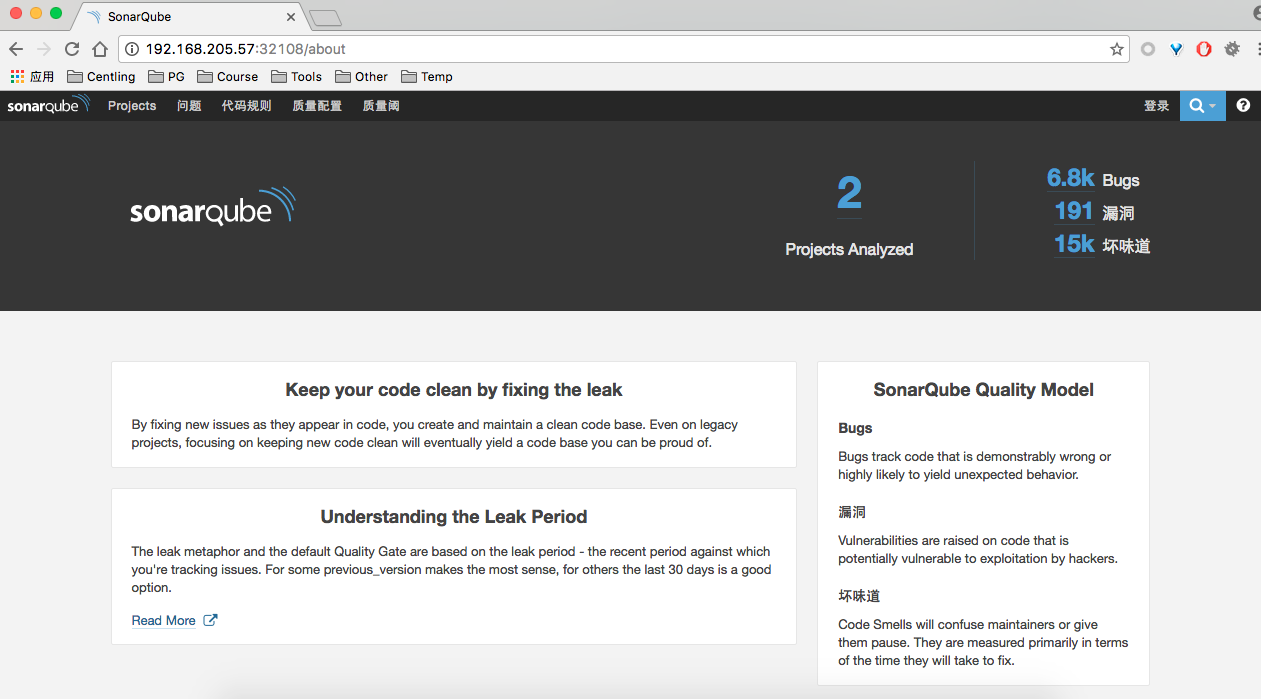 SonarQube
192.168.205.57:32108/about
应用 Centling PG Course Tools Other Temp
sonarqube Projects 问题 代码规则 质量配置 质量阈 登录
sonarqube
2
Projects Analyzed
6.8k Bugs
191 漏洞
15k 坏味道
Keep your code clean by fixing the leak
By fixing new issues as they appear in code, you create and maintain a clean code base. Even on legacy
projects, focusing on keeping new code clean will eventually yield a code base you can be proud of.
Understanding the Leak Period
The leak metaphor and the default Quality Gate are based on the leak period - the recent period against which
you're tracking issues. For some previous_version makes the most sense, for others the last 30 days is a good
option.
Read More
SonarQube Quality Model
Bugs
Bugs track code that is demonstrably wrong or
highly likely to yield unexpected behavior.
漏洞
Vulnerabilities are raised on code that is
potentially vulnerable to exploitation by hackers.
坏味道
Code Smells will confuse maintainers or give
them pause. They are measured primarily in terms
of the time they will take to fix.